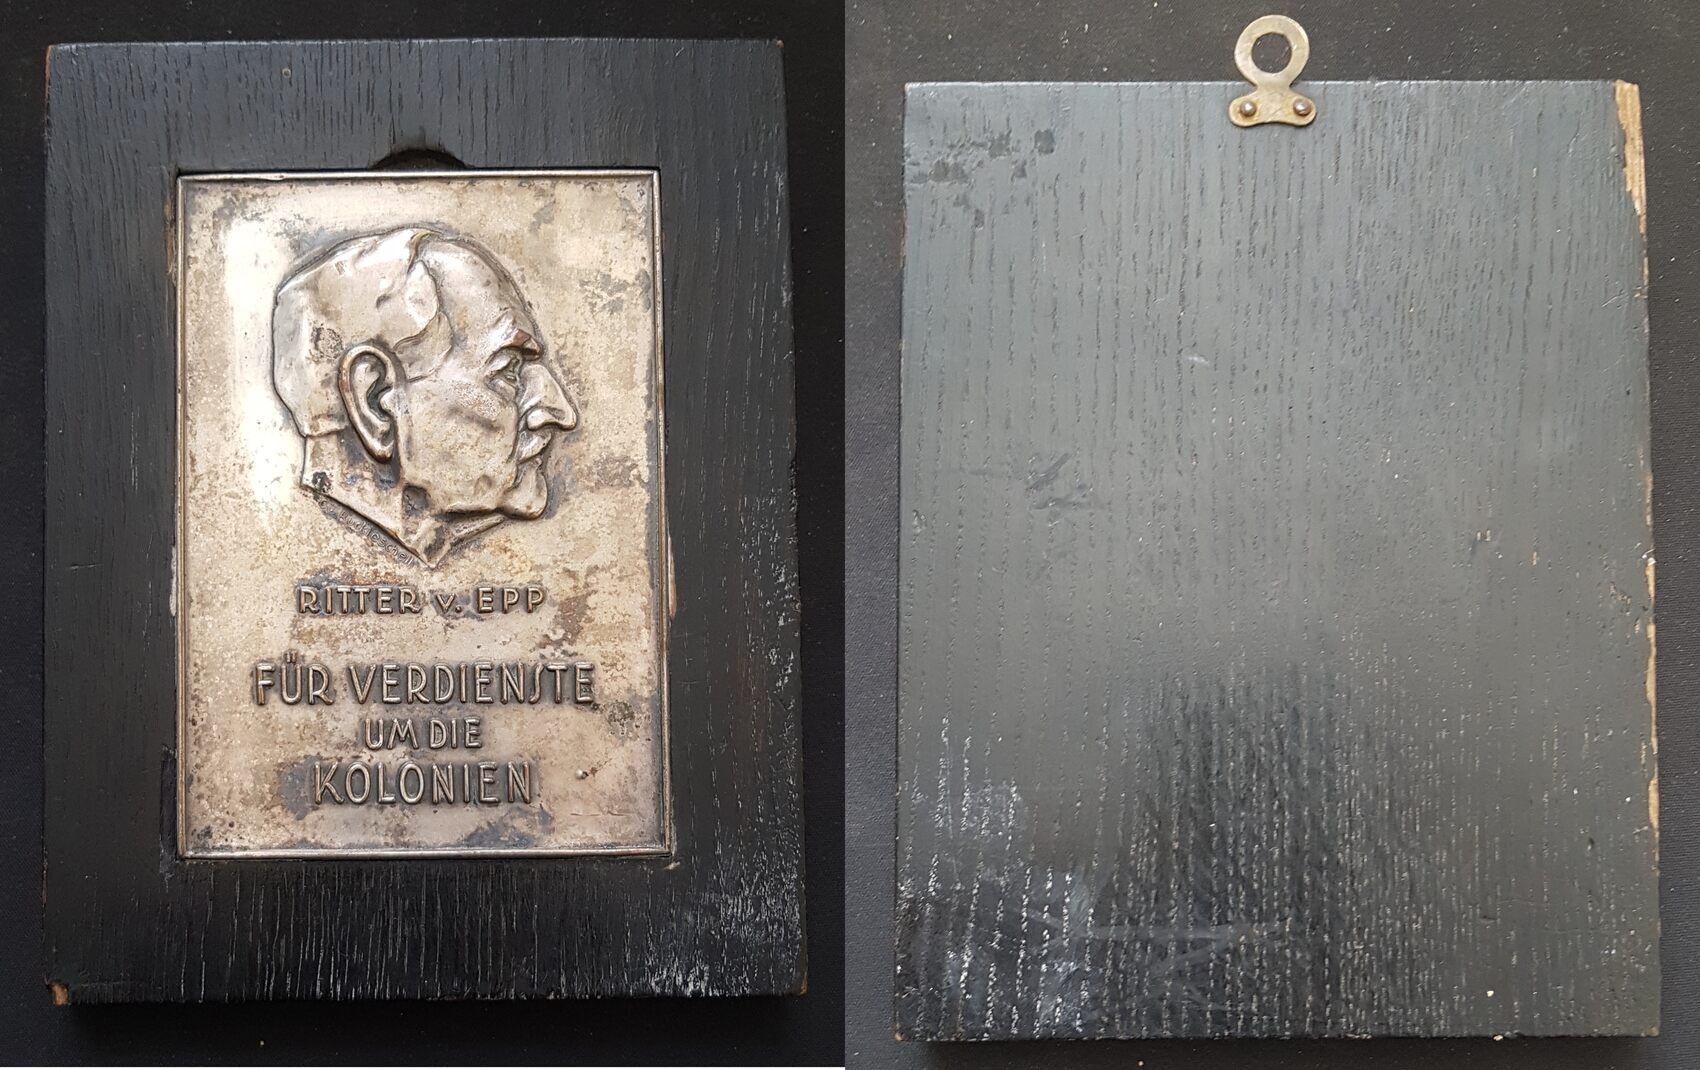 RITTER v. EPP
FÜR VERDIENSTE
UM DIE
KOLONIEN